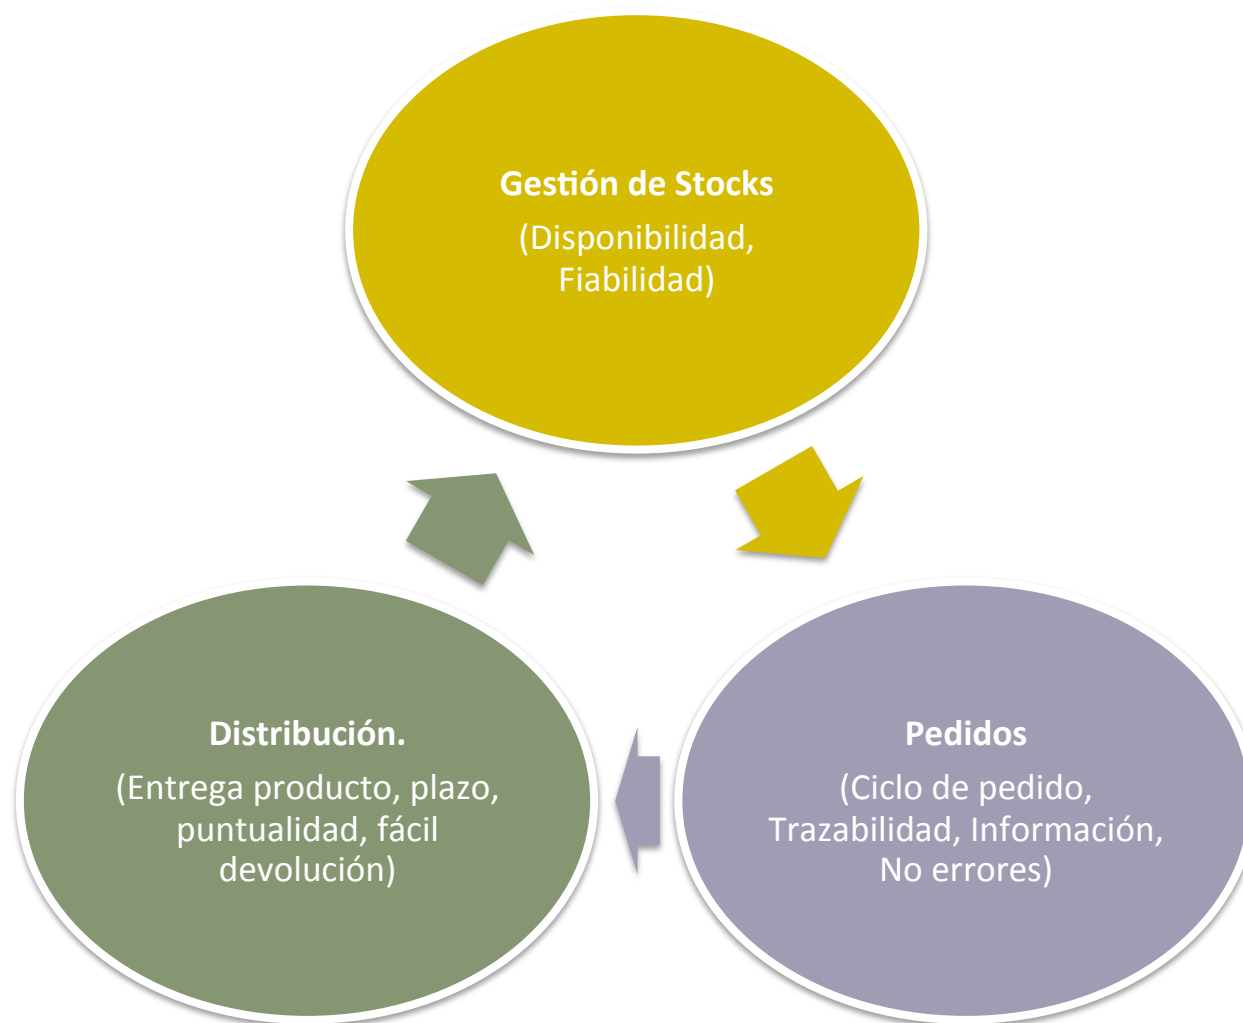 Gestión de Stocks
(Disponibilidad,
Fiabilidad)
Distribución.
(Entrega producto, plazo,
puntualidad, fácil
devolución)
Pedidos
(Ciclo de pedido,
Trazabilidad, Información,
No errores)